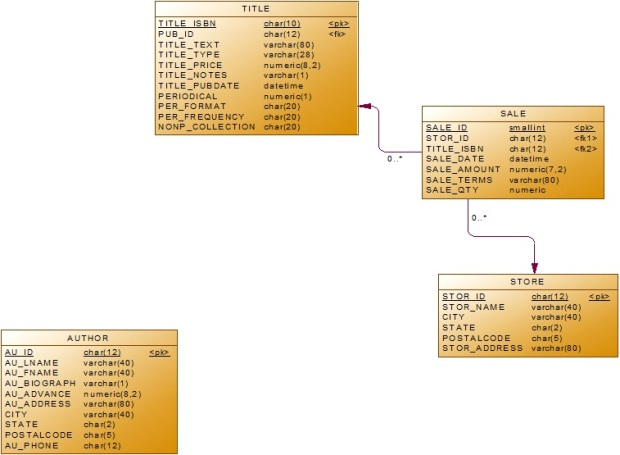 TITLE
TITLE_ISBN char(10) <pk>
PUB_ID char(12) <fk>
TITLE_TEXT varchar(80)
TITLE_TYPE varchar(28)
TITLE_PRICE numeric(8,2)
TITLE_NOTES varchar(1)
TITLE_PUBDATE datetime
PERIODICAL numeric(1)
PER_FORMAT char(20)
PER_FREQUENCY char(20)
NONP_COLLECTION char(20)
SALE
SALE_ID smallint <pk>
STOR_ID char(12) <fk1>
TITLE_ISBN char(12) <fk2>
SALE_DATE datetime
SALE_AMOUNT numeric(7,2)
SALE_TERMS varchar(80)
SALE_QTY numeric
0..*
0..*
STORE
STOR_ID char(12) <pk>
STOR_NAME varchar(40)
CITY varchar(40)
STATE char(2)
POSTALCODE char(5)
STOR_ADDRESS varchar(80)
AUTHOR
AU_ID char(12) <pk>
AU_LNAME varchar(40)
AU_FNAME varchar(40)
AU_BIOGRAPH varchar(1)
AU_ADVANCE numeric(8,2)
AU_ADDRESS varchar(80)
CITY varchar(40)
STATE char(2)
POSTALCODE char(5)
AU_PHONE char(12)